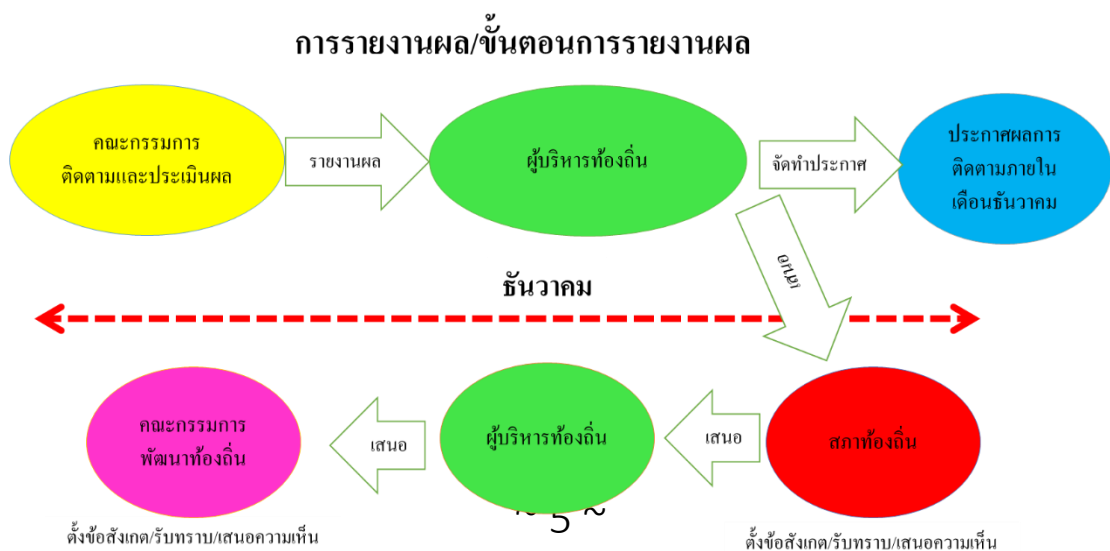 การรายงานผล/ขั้นตอนการรายงานผล
คณะกรรมการ
ติดตามและประเมินผล
รายงานผล
ผู้บริหารท้องถิ่น
จัดทำประกาศ
ประกาศผลการ
ติดตามภายใน
เดือนธันวาคม
เสนอ
ธันวาคม
คณะกรรมการ
พัฒนาท้องถิ่น
เสนอ
ผู้บริหารท้องถิ่น
เสนอ
สภาท้องถิ่น
~ 5 ~
ตั้งข้อสังเกต/รับทราบ/เสนอความเห็น
ตั้งข้อสังเกต/รับทราบ/เสนอความเห็น